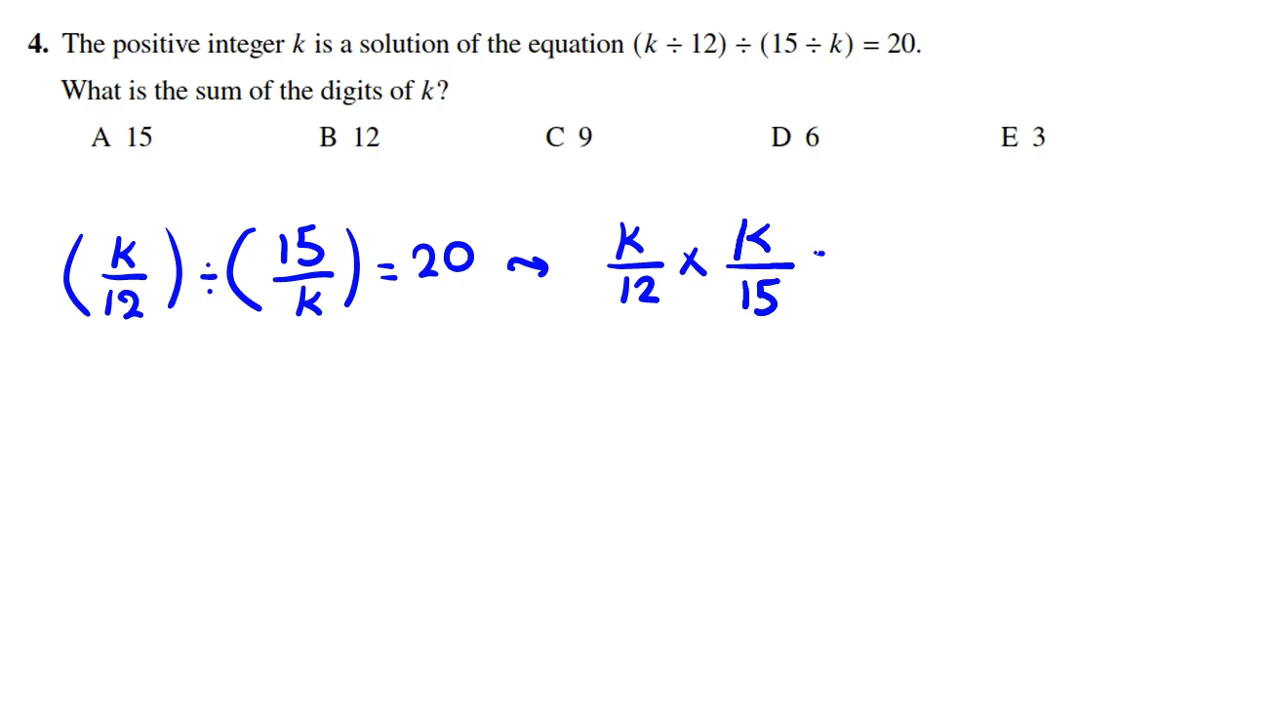 4. The positive integer k is a solution of the equation (k ÷ 12) ÷ (15 ÷ k) = 20.
What is the sum of the digits of k?
A 15 B 12 C 9 D 6 E 3
(k/12) ÷ (15/k) = 20 ⇝ k/12 × k/15 -